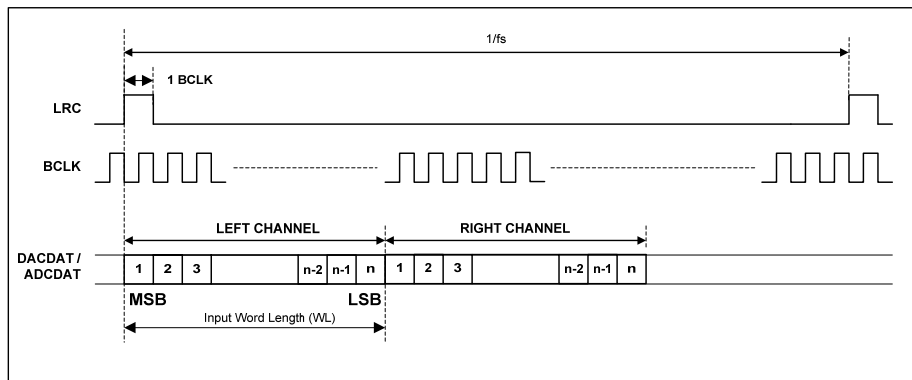 1/fs
1 BCLK
LRC
BCLK
LEFT CHANNEL
RIGHT CHANNEL
DACDAT /
ADCDAT
1 2 3 n-2 n-1 n 1 2 3 n-2 n-1 n
MSB LSB
Input Word Length (WL)